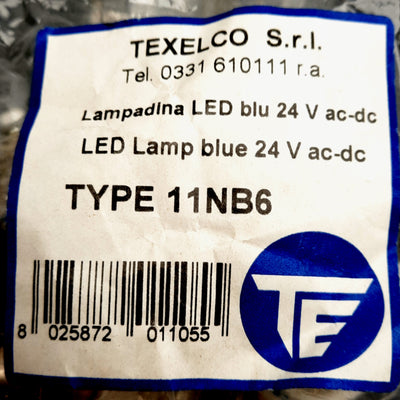 TEXELCO S.r.l.
Tel. 0331 610111 r.a.
Lampadina LED blu 24 V ac-dc
LED Lamp blue 24 V ac-dc
TYPE 11NB6
TE
8 025872 011055